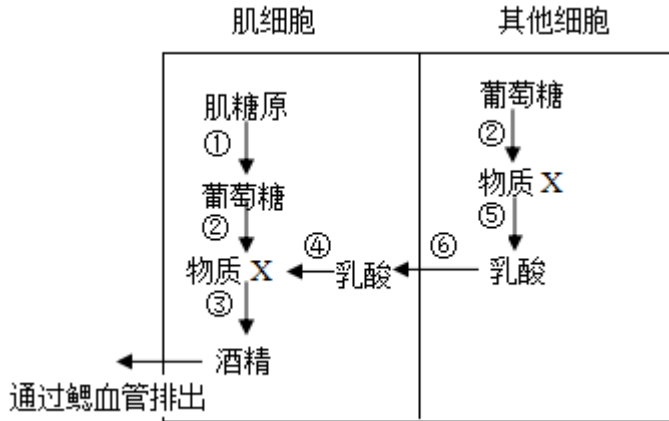 肌细胞 其他细胞
肌糖原 葡萄糖
① ②
葡萄糖 物质 X
② ⑤
物质 X ④ 乳酸 ⑥ 乳酸
③
酒精
通过鳃血管排出